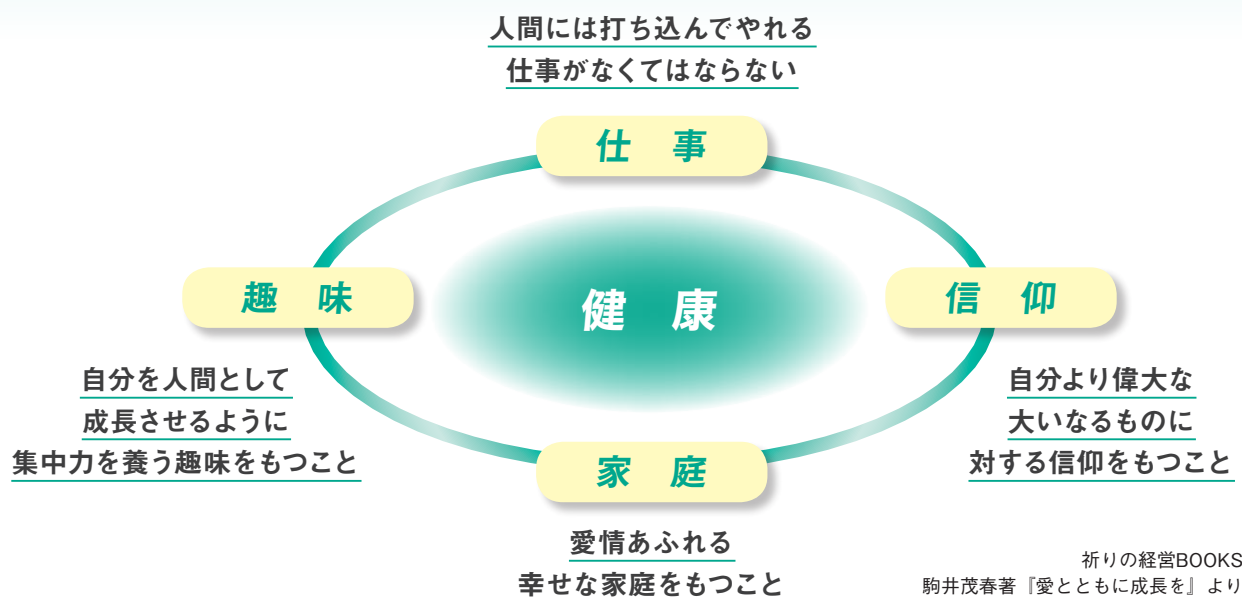 人間には打ち込んでやれる
仕事がなくてはならない
仕 事
趣 味
健 康
信 仰
自分を人間として
成長させるように
集中力を養う趣味をもつこと
自分より偉大な
大いなるものに
対する信仰をもつこと
家 庭
愛情あふれる
幸せな家庭をもつこと
祈りの経営BOOKS
駒井茂春著『愛とともに成長を』より